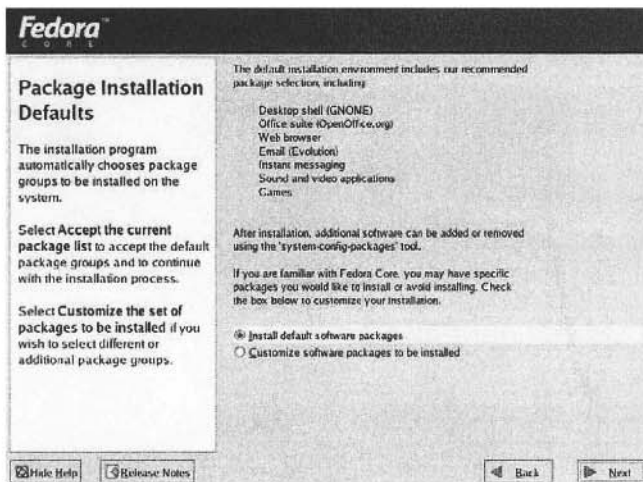 Fedora™
CORE
Package Installation
Defaults
The installation program
automatically chooses package
groups to be installed on the
system.
Select Accept the current
package list to accept the default
package groups and to continue
with the installation process.
Select Customize the set of
packages to be installed if you
wish to select different or
additional package groups.
The default installation environment includes our recommended
package selection, including:
Desktop shell (GNOME)
Office suite (OpenOffice.org)
Web browser
Email (Evolution)
Instant messaging
Sound and video applications
Games
After installation, additional software can be added or removed
using the 'system-config-packages' tool.
If you are familiar with Fedora Core, you may have specific
packages you would like to install or avoid installing. Check
the box below to customize your installation.
Install default software packages
Customize software packages to be installed
Hide Help
Release Notes
Back
Next